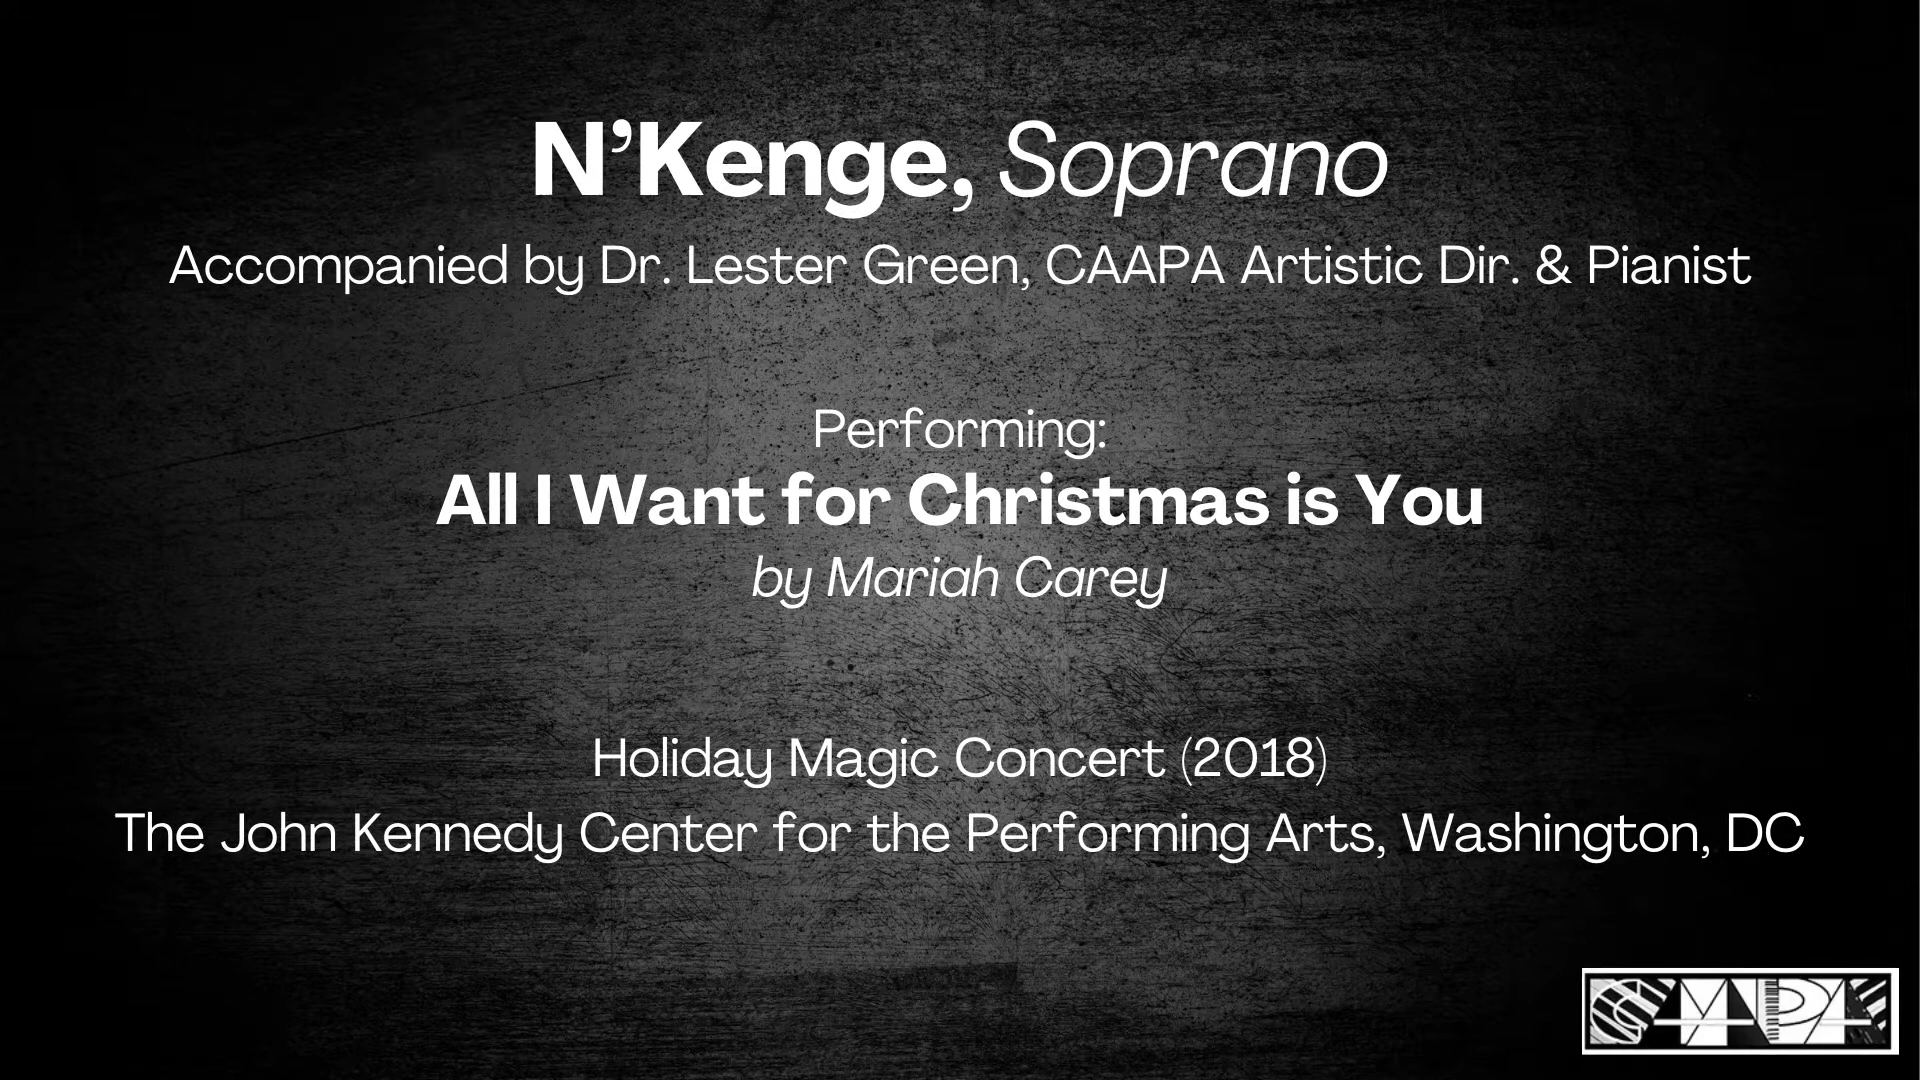 N’Kenge, Soprano
Accompanied by Dr. Lester Green, CAAPA Artistic Dir. & Pianist
Performing:
All I Want for Christmas is You
by Mariah Carey
Holiday Magic Concert (2018)
The John Kennedy Center for the Performing Arts, Washington, DC
CAAPA